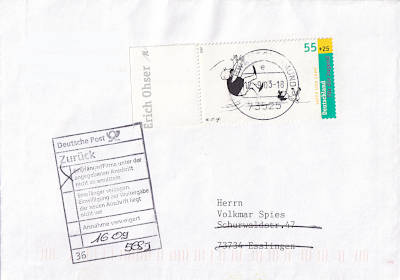 55 +25
Deutschland
Erich Ohser
73525
Deutsche Post
Zurück
Empfänger/Firma unter der
angegebenen Anschrift
nicht zu ermitteln
Empfänger verzogen.
Einwilligung zur Weitergabe
der neuen Anschrift liegt
nicht vor
Annahme verweigert
16.09
36
Herrn
Volkmar Spies
Schurwaldstr. 47
73734 Esslingen